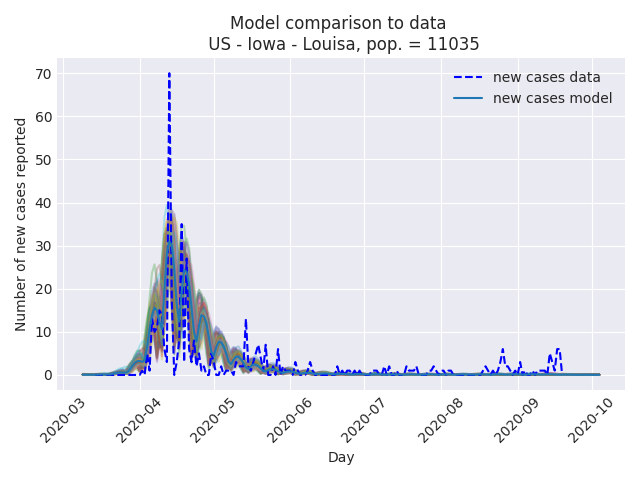 Model comparison to data
US - Iowa - Louisa, pop. = 11035
new cases data
new cases model
Number of new cases reported
70
60
50
40
30
20
10
0
2020-03
2020-04
2020-05
2020-06
2020-07
2020-08
2020-09
2020-10
Day